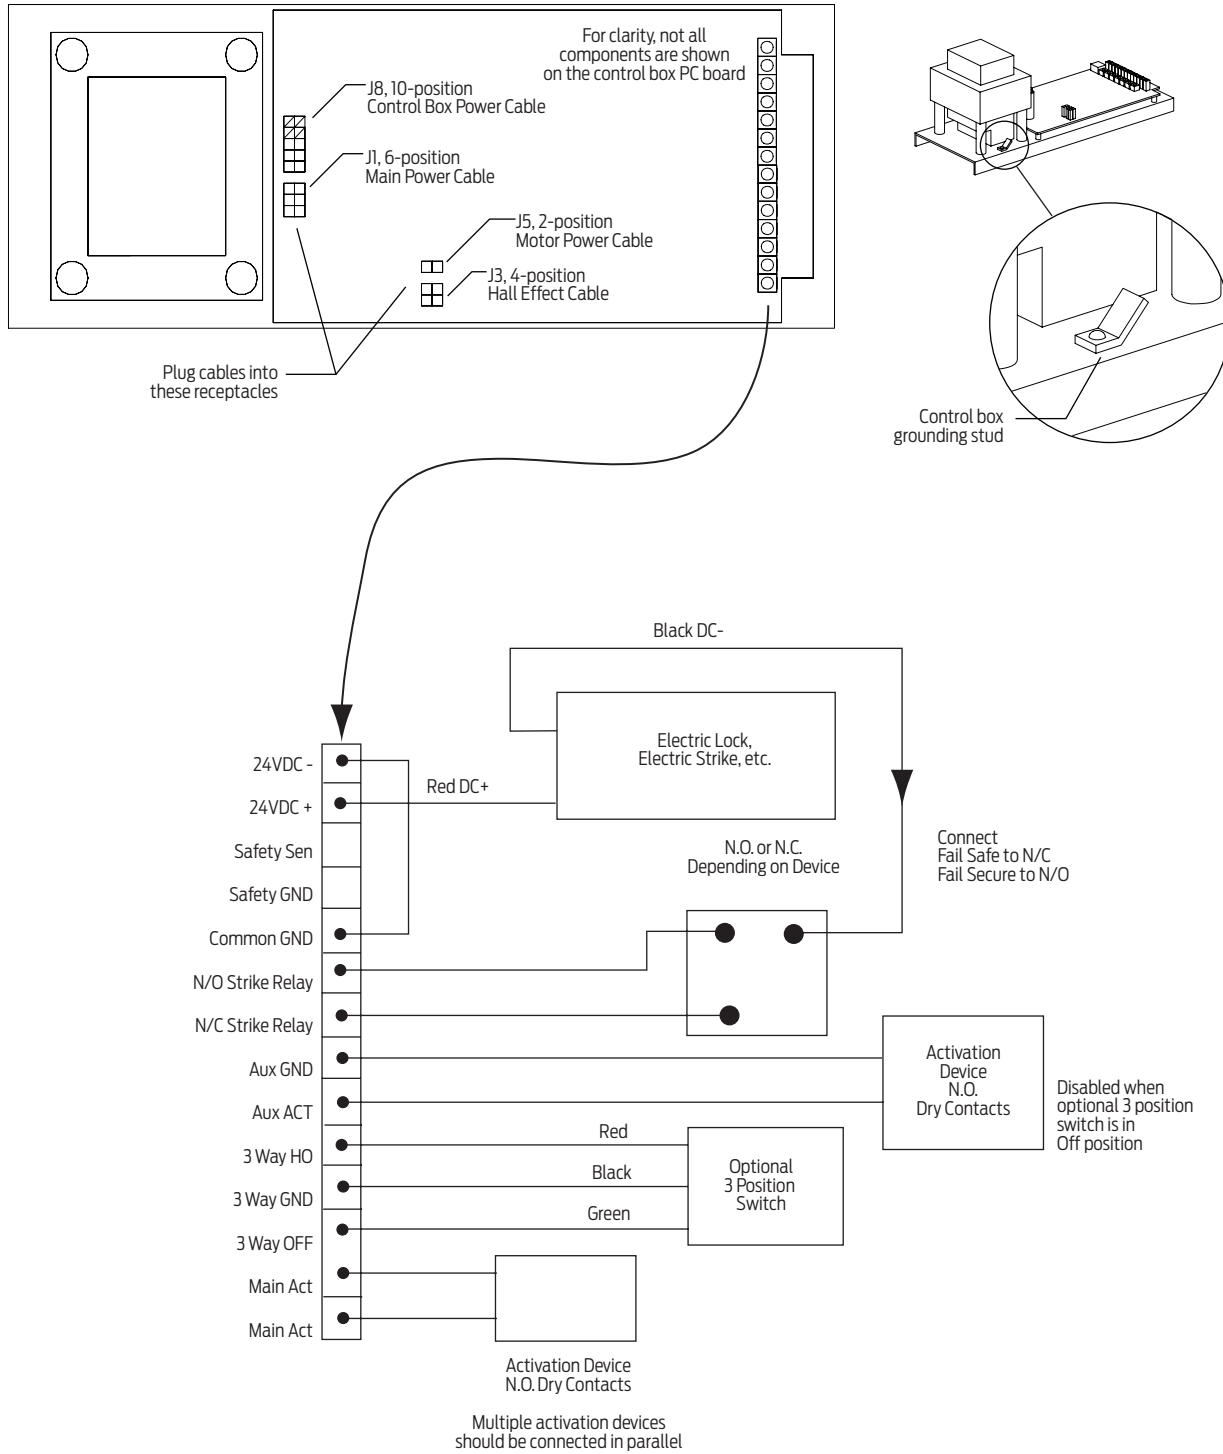 For clarity, not all
components are shown
on the control box PC board
J8, 10-position
Control Box Power Cable
J1, 6-position
Main Power Cable
J5, 2-position
Motor Power Cable
J3, 4-position
Hall Effect Cable
Plug cables into
these receptacles
Control box
grounding stud
Black DC-
Electric Lock,
Electric Strike, etc.
24VDC -
Red DC+
24VDC +
Safety Sen
Safety GND
Common GND
N/O Strike Relay
N/C Strike Relay
Aux GND
Aux ACT
3 Way HO
3 Way GND
3 Way OFF
Main Act
Main Act
N.O. or N.C.
Depending on Device
Connect
Fail Safe to N/C
Fail Secure to N/O
Activation
Device
N.O.
Dry Contacts
Disabled when
optional 3 position
switch is in
Off position
Red
Black
Green
Optional
3 Position
Switch
Activation Device
N.O. Dry Contacts
Multiple activation devices
should be connected in parallel